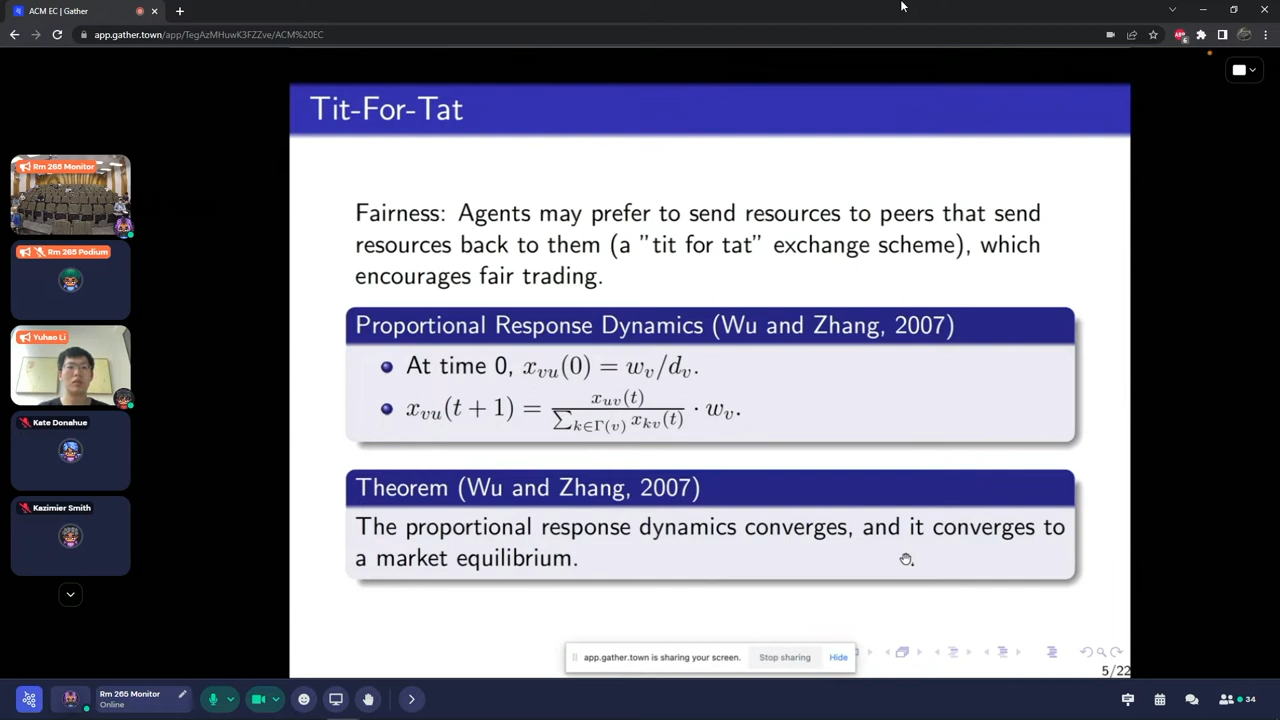 ACM EC | Gather
app.gather.town/app/TegAzMHuwK3FZZve/ACM%20EC
Tit-For-Tat
Rm 265 Monitor
Rm 265 Podium
Yuhao Li
Kate Donahue
Kazimier Smith
Fairness: Agents may prefer to send resources to peers that send
resources back to them (a "tit for tat" exchange scheme), which
encourages fair trading.
Proportional Response Dynamics (Wu and Zhang, 2007)
At time 0, x_{vu}(0) = w_v/d_v.
x_{vu}(t + 1) = \frac{x_{uv}(t)}{\sum_{k∈Γ(v)} x_{kv}(t)} · w_v.
Theorem (Wu and Zhang, 2007)
The proportional response dynamics converges, and it converges to
a market equilibrium.
app.gather.town is sharing your screen.
Stop sharing
Hide
5/22
Rm 265 Monitor
Online
34